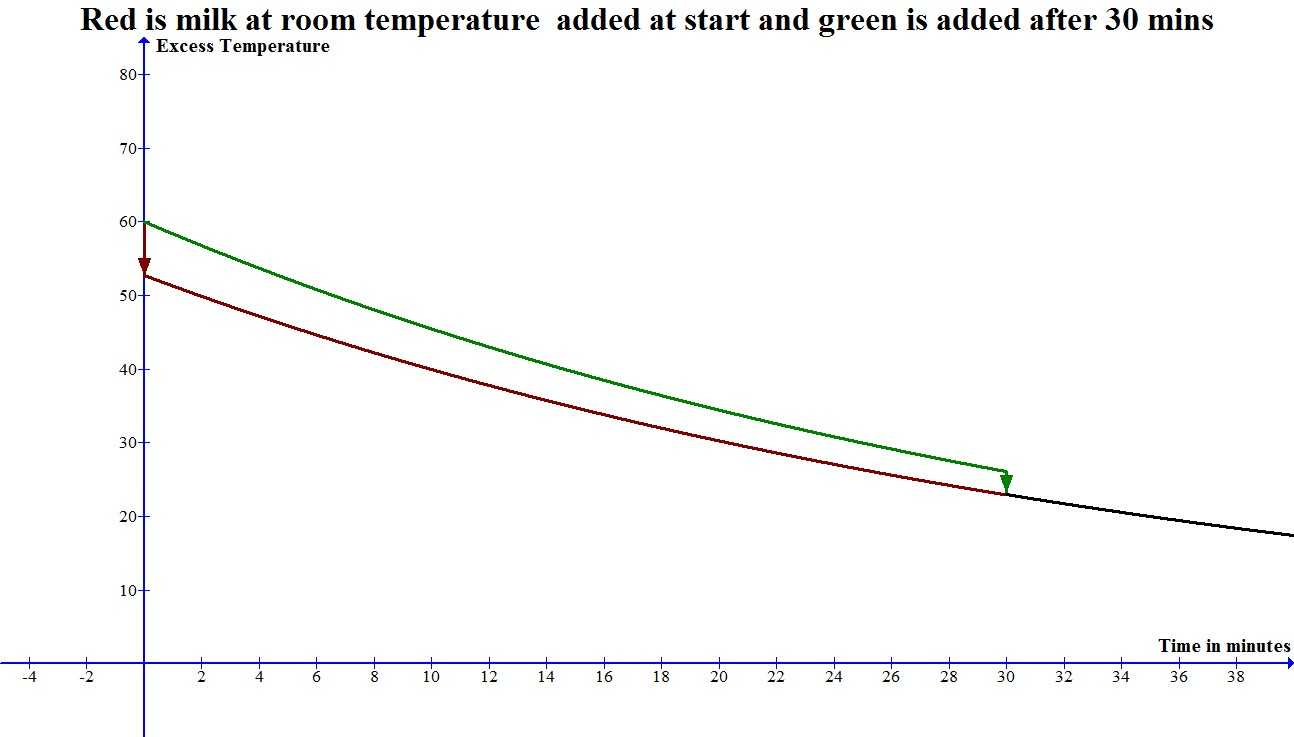 Red is milk at room temperature  added at start and green is added after 30 mins
Excess Temperature
80
70
60
50
40
30
20
10
Time in minutes
-4 -2 2 4 6 8 10 12 14 16 18 20 22 24 26 28 30 32 34 36 38